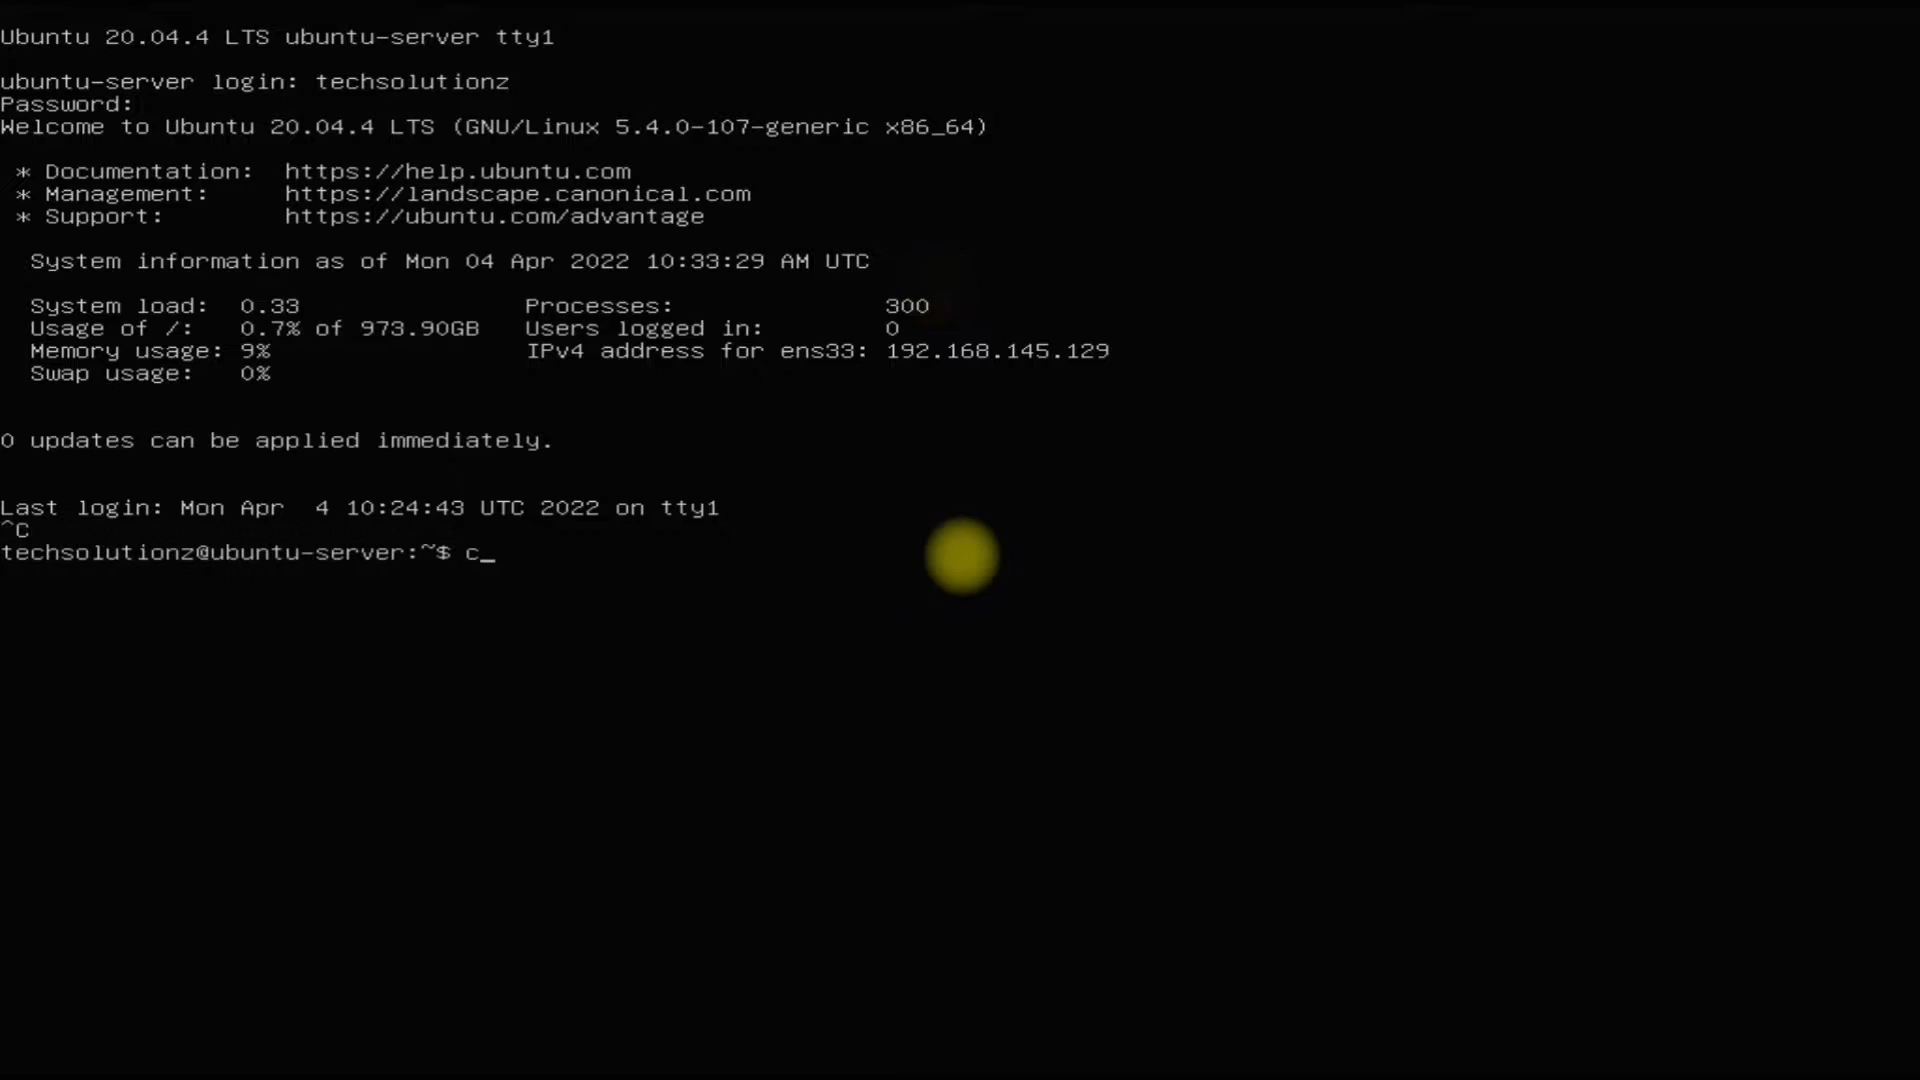 Ubuntu 20.04.4 LTS ubuntu-server tty1
ubuntu-server login: techsolutionz
Password:
Welcome to Ubuntu 20.04.4 LTS (GNU/Linux 5.4.0-107-generic x86_64)
* Documentation: https://help.ubuntu.com
* Management: https://landscape.canonical.com
* Support: https://ubuntu.com/advantage
System information as of Mon 04 Apr 2022 10:33:29 AM UTC
System load: 0.33 Processes: 300
Usage of /: 0.7% of 973.90GB Users logged in: 0
Memory usage: 9% IPv4 address for ens33: 192.168.145.129
Swap usage: 0%
0 updates can be applied immediately.
Last login: Mon Apr  4 10:24:43 UTC 2022 on tty1
^C
techsolutionz@ubuntu-server:~$ c_